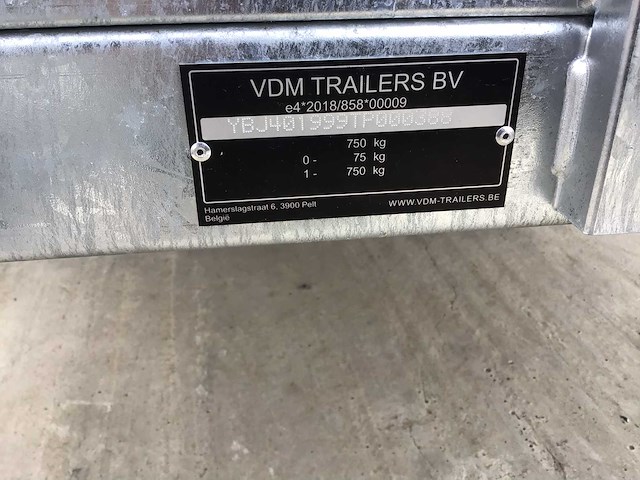 VDM TRAILERS BV
e4*2018/858*00009
YBJ401999TP000388
750 kg
0- 75 kg
1- 750 kg
Hamerslagstraat 6, 3900 Pelt
België
WWW.VDM-TRAILERS.BE